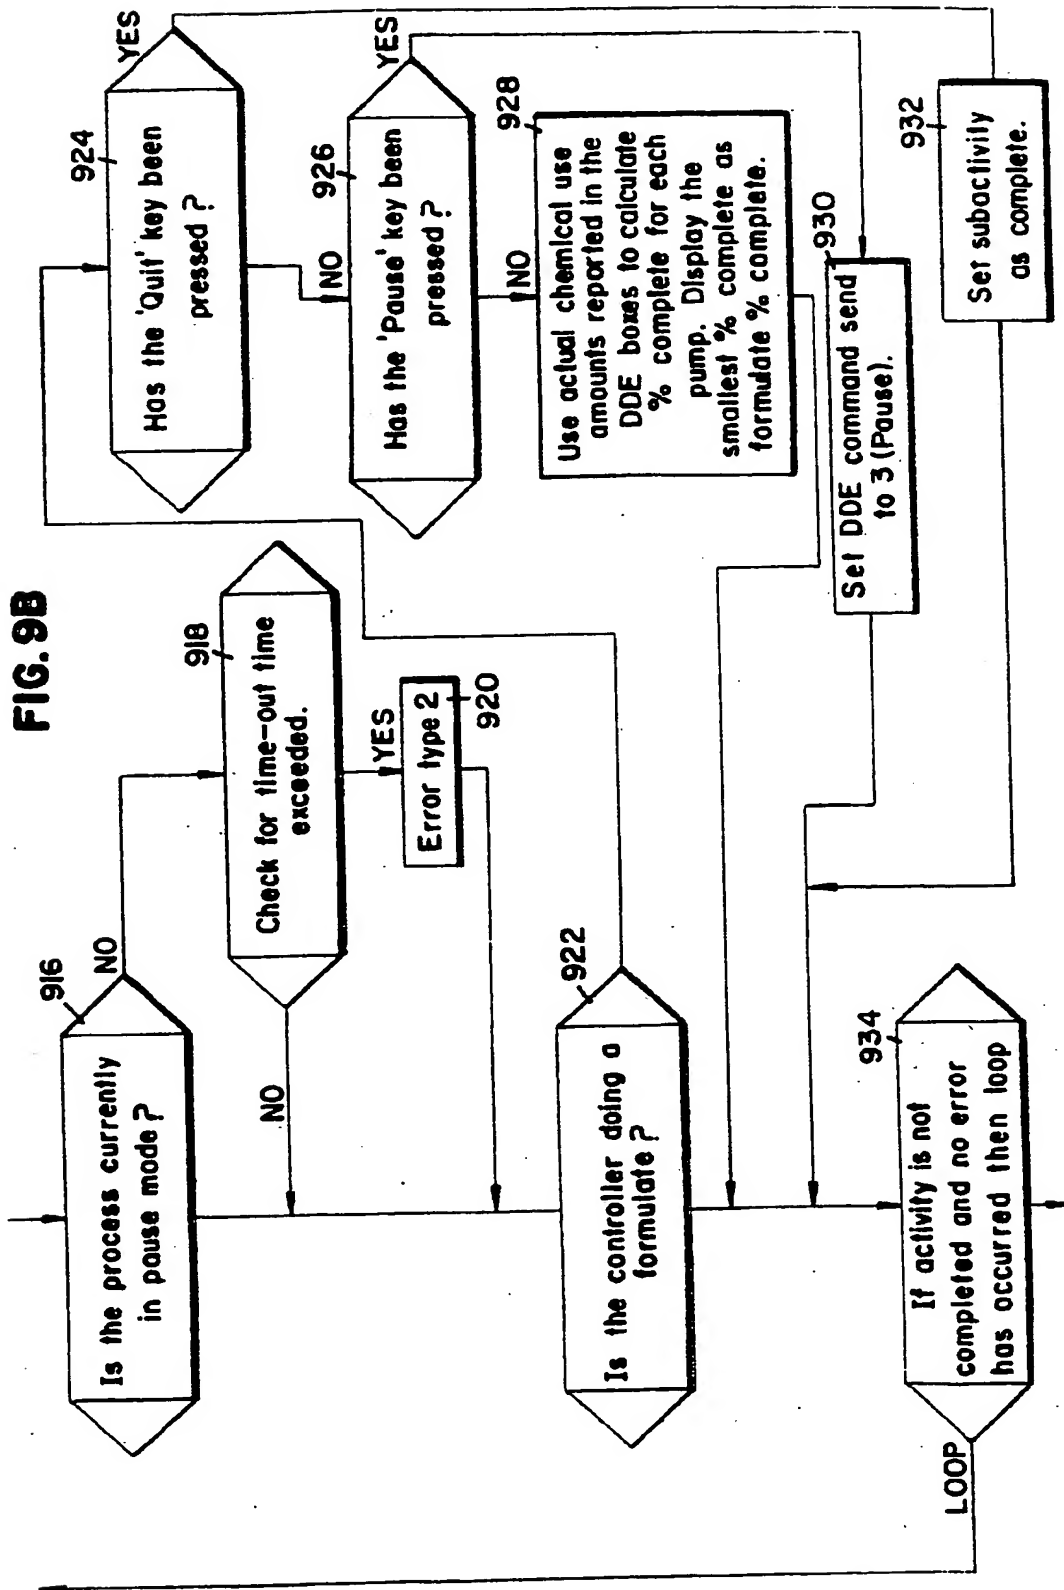 FIG. 9B
916
Is the process currently
in pause mode?
NO
918
Check for time-out time
exceeded.
NO
YES
Error type 2
920
922
Is the controller doing a
formulate?
924
Has the 'Quit' key been
pressed?
YES
NO
926
Has the 'Pause' key been
pressed?
YES
NO
928
Use actual chemical use
amounts reported in the
DDE boxes to calculate
% complete for each
pump. Display the
smallest % complete as
formulate % complete.
930
Set DDE command send
to 3 (Pause).
932
Set subactivity
as complete.
934
If activity is not
completed and no error
has occurred then loop
LOOP